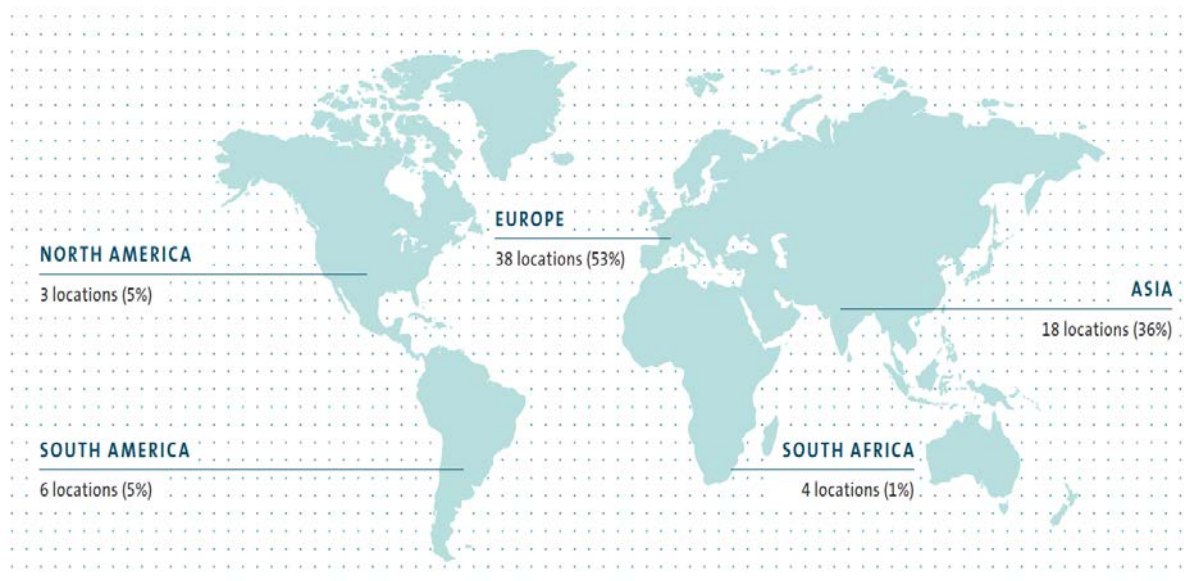 EUROPE
38 locations (53%)
NORTH AMERICA
3 locations (5%)
ASIA
18 locations (36%)
SOUTH AMERICA
6 locations (5%)
SOUTH AFRICA
4 locations (1%)